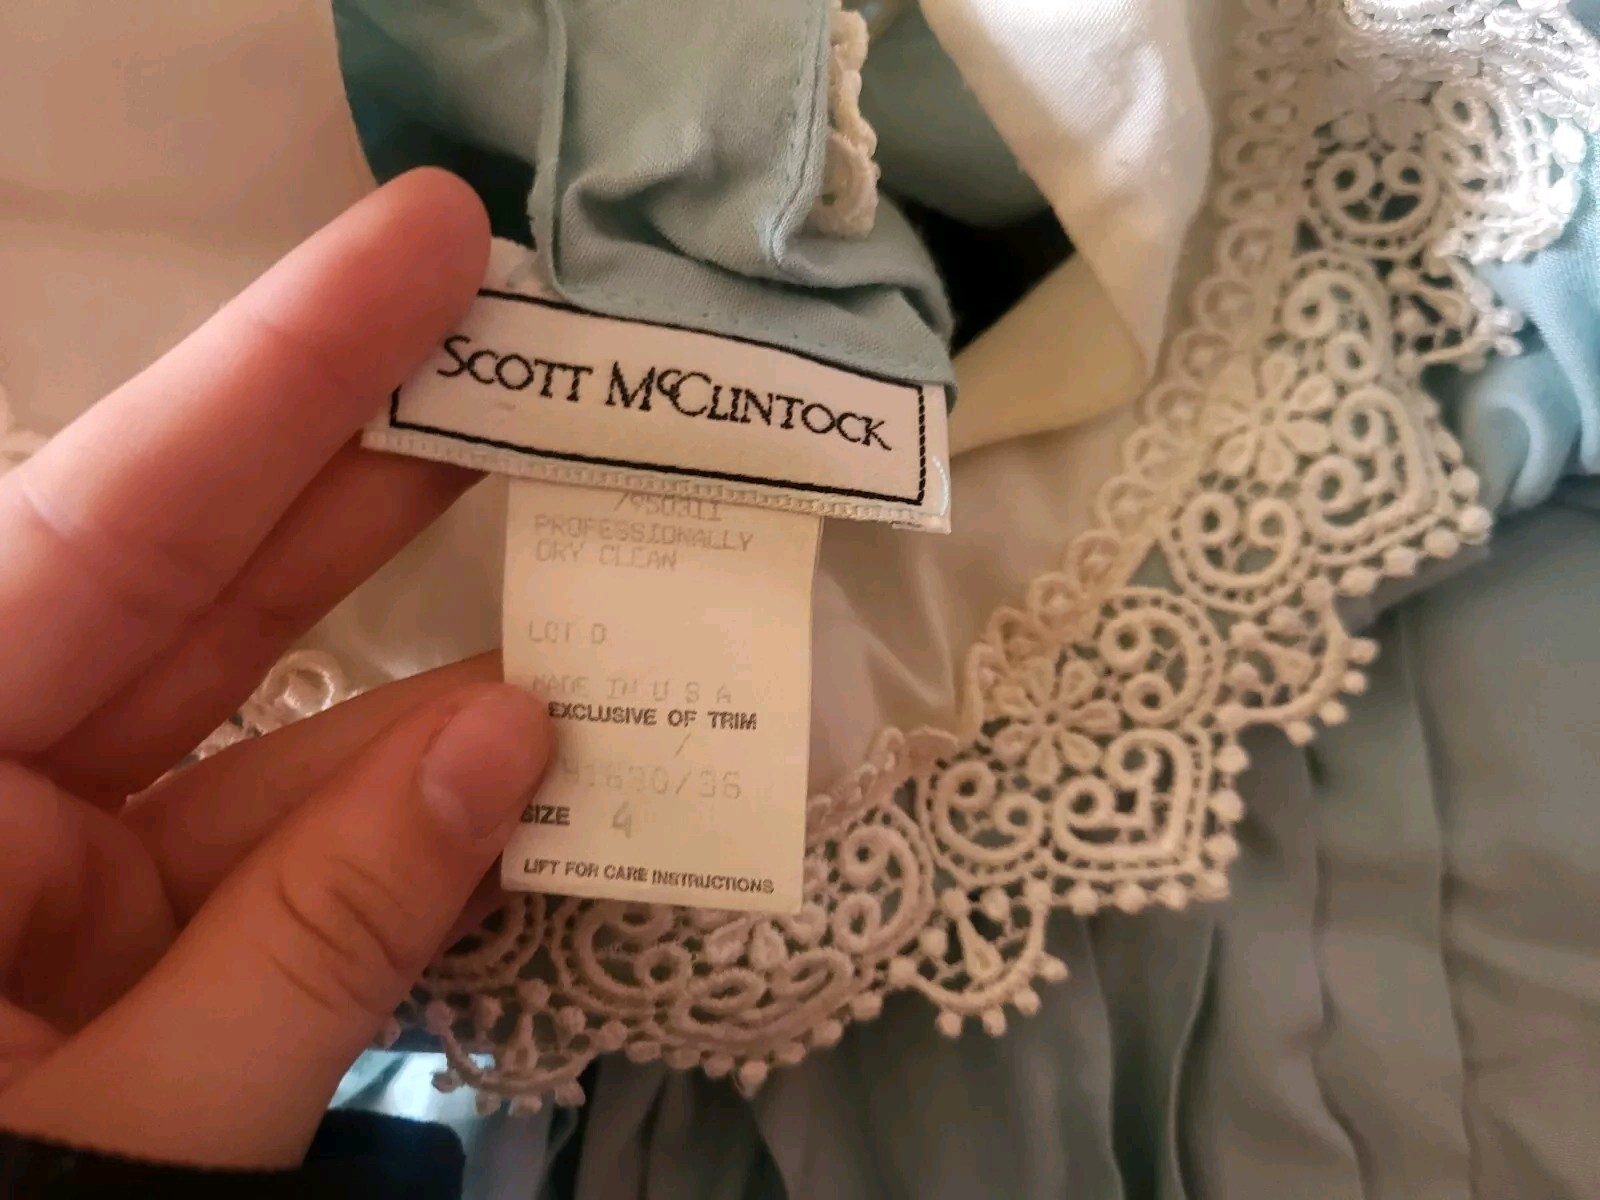 SCOTT McCLINTOCK
PROFESSIONALLY
DRY CLEAN
LOT D
MADE IN U S A
EXCLUSIVE OF TRIM
/
SIZE 4
LIFT FOR CARE INSTRUCTIONS